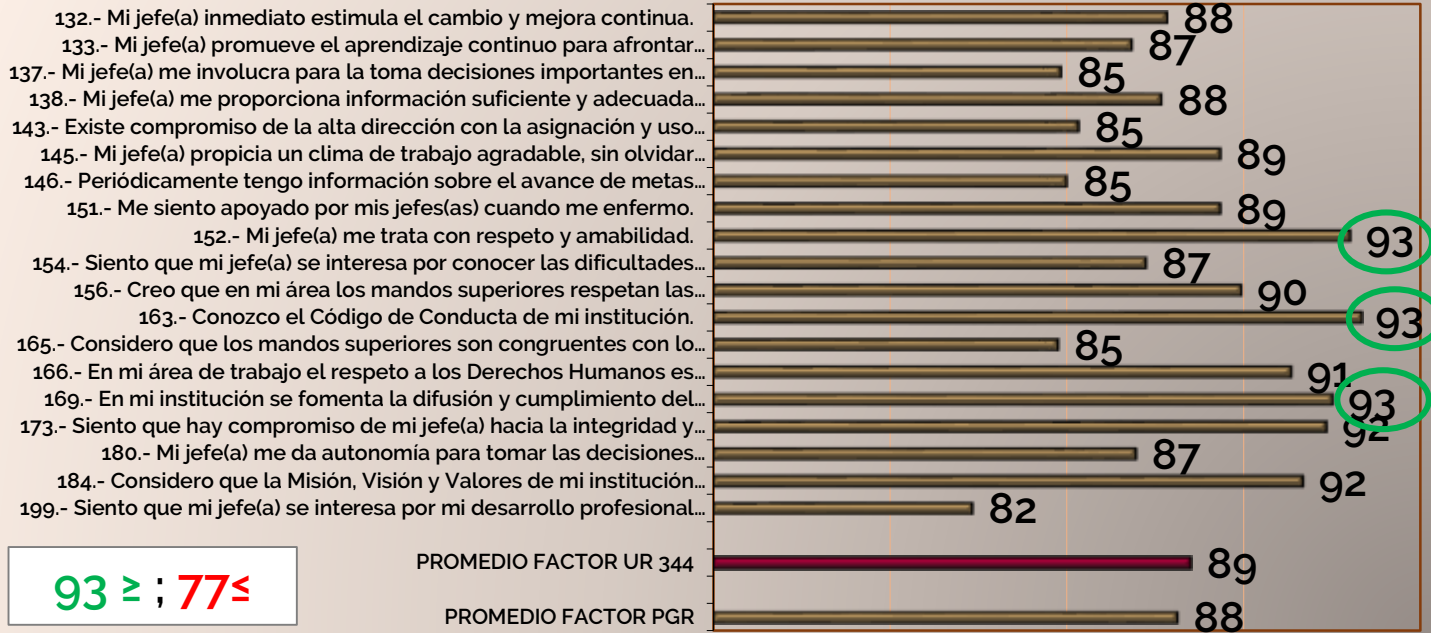 132.- Mi jefe(a) inmediato estimula el cambio y mejora continua. 88
133.- Mi jefe(a) promueve el aprendizaje continuo para afrontar... 87
137.- Mi jefe(a) me involucra para la toma decisiones importantes en... 85
138.- Mi jefe(a) me proporciona información suficiente y adecuada... 88
143.- Existe compromiso de la alta dirección con la asignación y uso... 85
145.- Mi jefe(a) propicia un clima de trabajo agradable, sin olvidar... 89
146.- Periódicamente tengo información sobre el avance de metas... 85
151.- Me siento apoyado por mis jefes(as) cuando me enfermo. 89
152.- Mi jefe(a) me trata con respeto y amabilidad. 93
154.- Siento que mi jefe(a) se interesa por conocer las dificultades... 87
156.- Creo que en mi área los mandos superiores respetan las... 90
163.- Conozco el Código de Conducta de mi institución. 93
165.- Considero que los mandos superiores son congruentes con lo... 85
166.- En mi área de trabajo el respeto a los Derechos Humanos es... 91
169.- En mi institución se fomenta la difusión y cumplimiento del... 93
173.- Siento que hay compromiso de mi jefe(a) hacia la integridad y... 92
180.- Mi jefe(a) me da autonomía para tomar las decisiones... 87
184.- Considero que la Misión, Visión y Valores de mi institución... 92
199.- Siento que mi jefe(a) se interesa por mi desarrollo profesional... 82
PROMEDIO FACTOR UR 344 89
93 ≥ ; 77≤
PROMEDIO FACTOR PGR 88